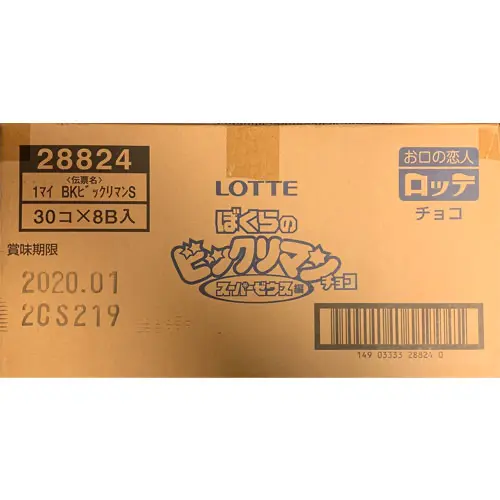 28824
〈伝票名〉
1マイ BKビックリマンS
30コ×8B入
賞味期限
2020.01
2CS219
LOTTE
ぼくらの
ビックリマン
チョコ
スーパーゼウス編
お口の恋人
ロッテ
チョコ
149 03333 28824 0